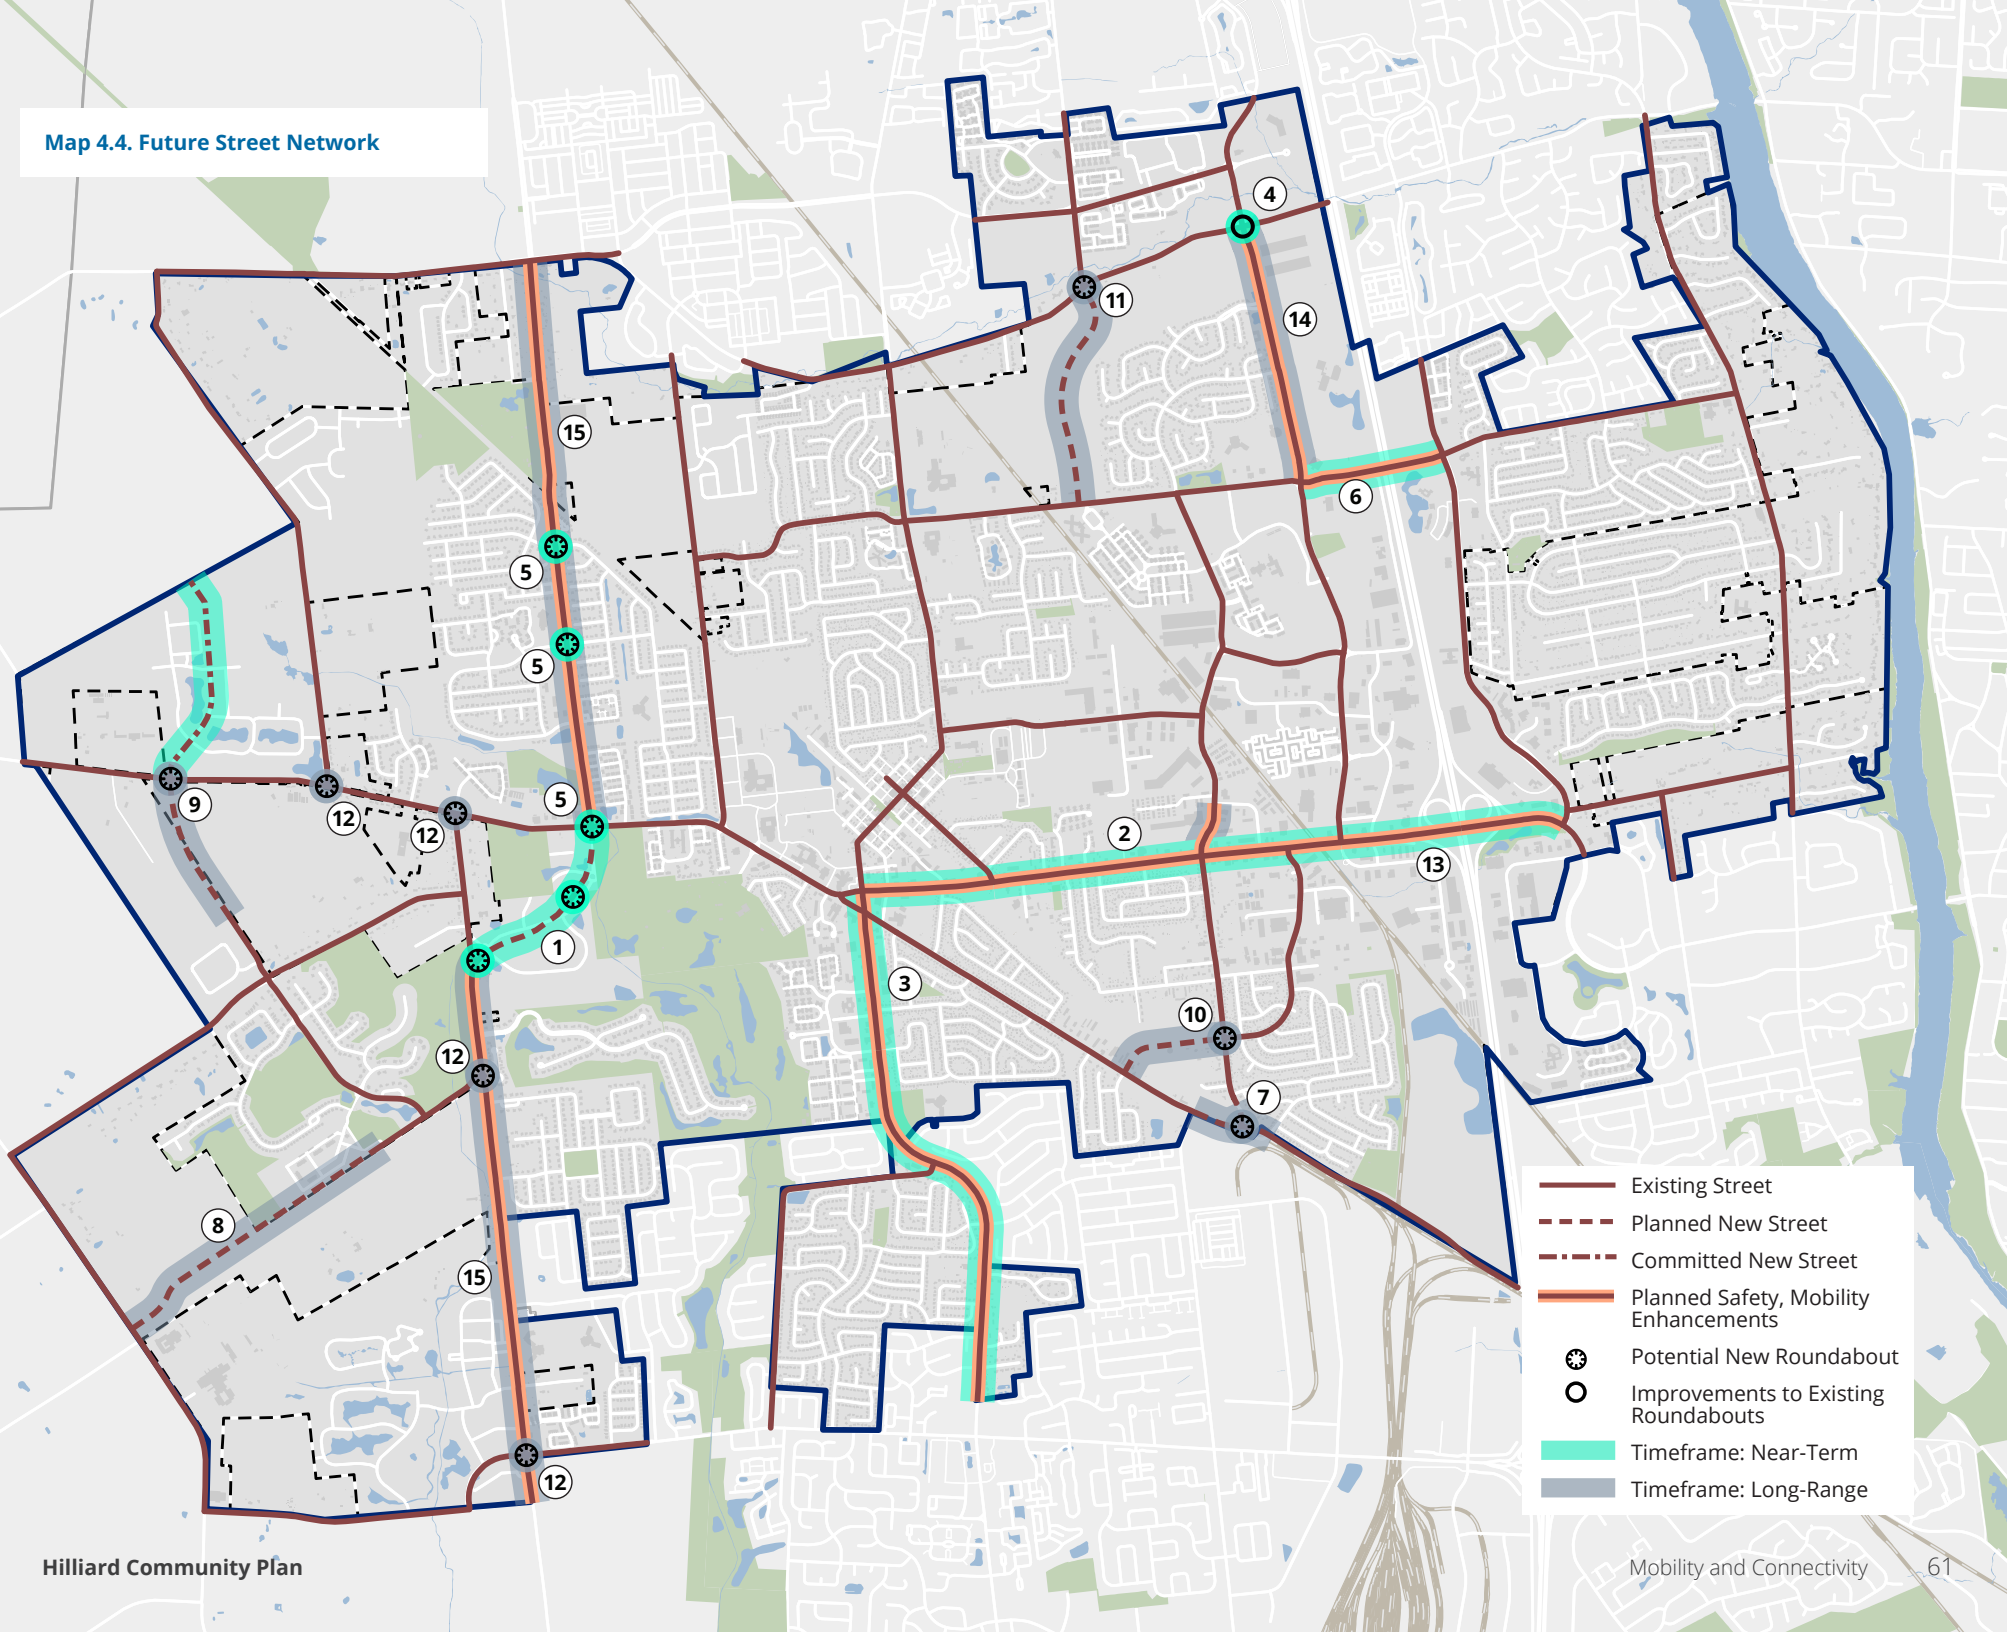 Map 4.4. Future Street Network
4
11
14
15
6
5
5
5
9
12
12
2
13
1
3
10
12
7
8
15
12
Existing Street
Planned New Street
Committed New Street
Planned Safety, Mobility
Enhancements
Potential New Roundabout
Improvements to Existing
Roundabouts
Timeframe: Near-Term
Timeframe: Long-Range
Hilliard Community Plan
Mobility and Connectivity 61